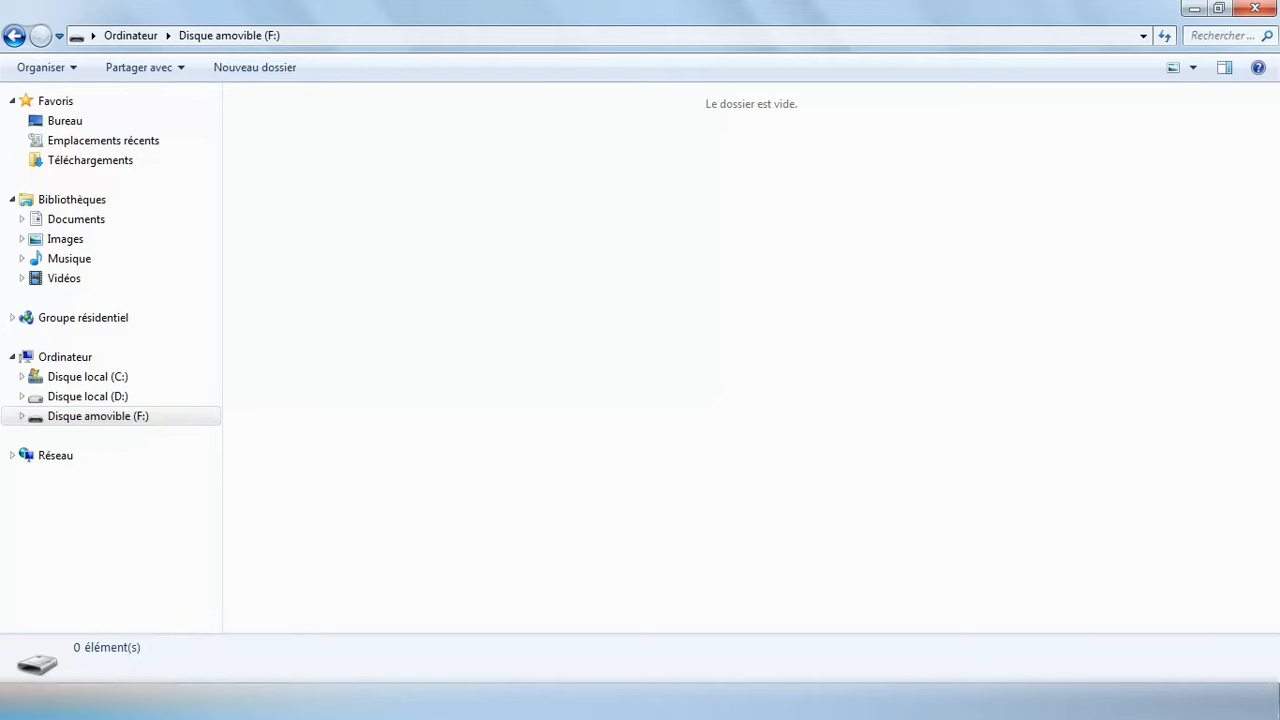 Ordinateur Disque amovible (F:) Rechercher ...
Organiser Partager avec Nouveau dossier
Favoris
Bureau
Emplacements récents
Téléchargements
Bibliothèques
Documents
Images
Musique
Vidéos
Groupe résidentiel
Ordinateur
Disque local (C:)
Disque local (D:)
Disque amovible (F:)
Réseau
Le dossier est vide.
0 élément(s)